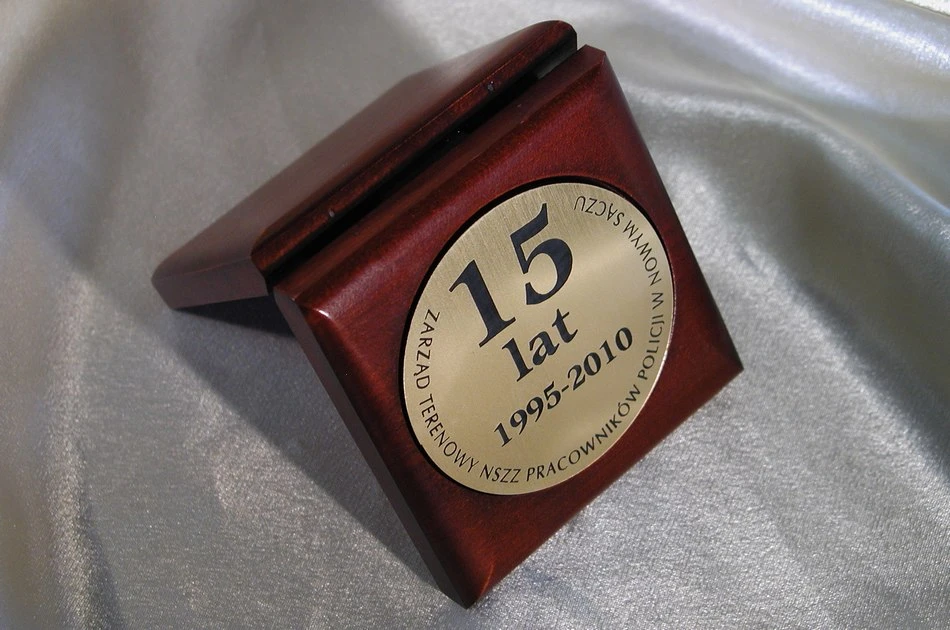 15
lat
1995-2010
ZARZĄD TERENOWY NSZZ PRACOWNIKÓW POLICJI W NOWYM SĄCZU